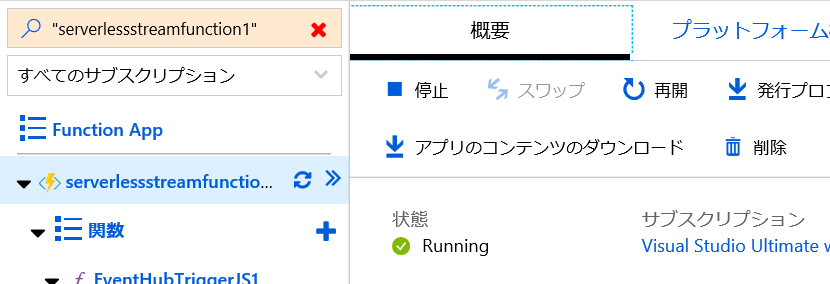 "serverlessstreamfunction1"
すべてのサブスクリプション
Function App
serverlessstreamfunctio...
関数
EventHubTriggerJS1
概要
プラットフォーム
停止
スワップ
再開
発行プロフ
アプリのコンテンツのダウンロード
削除
状態
Running
サブスクリプション
Visual Studio Ultimate w